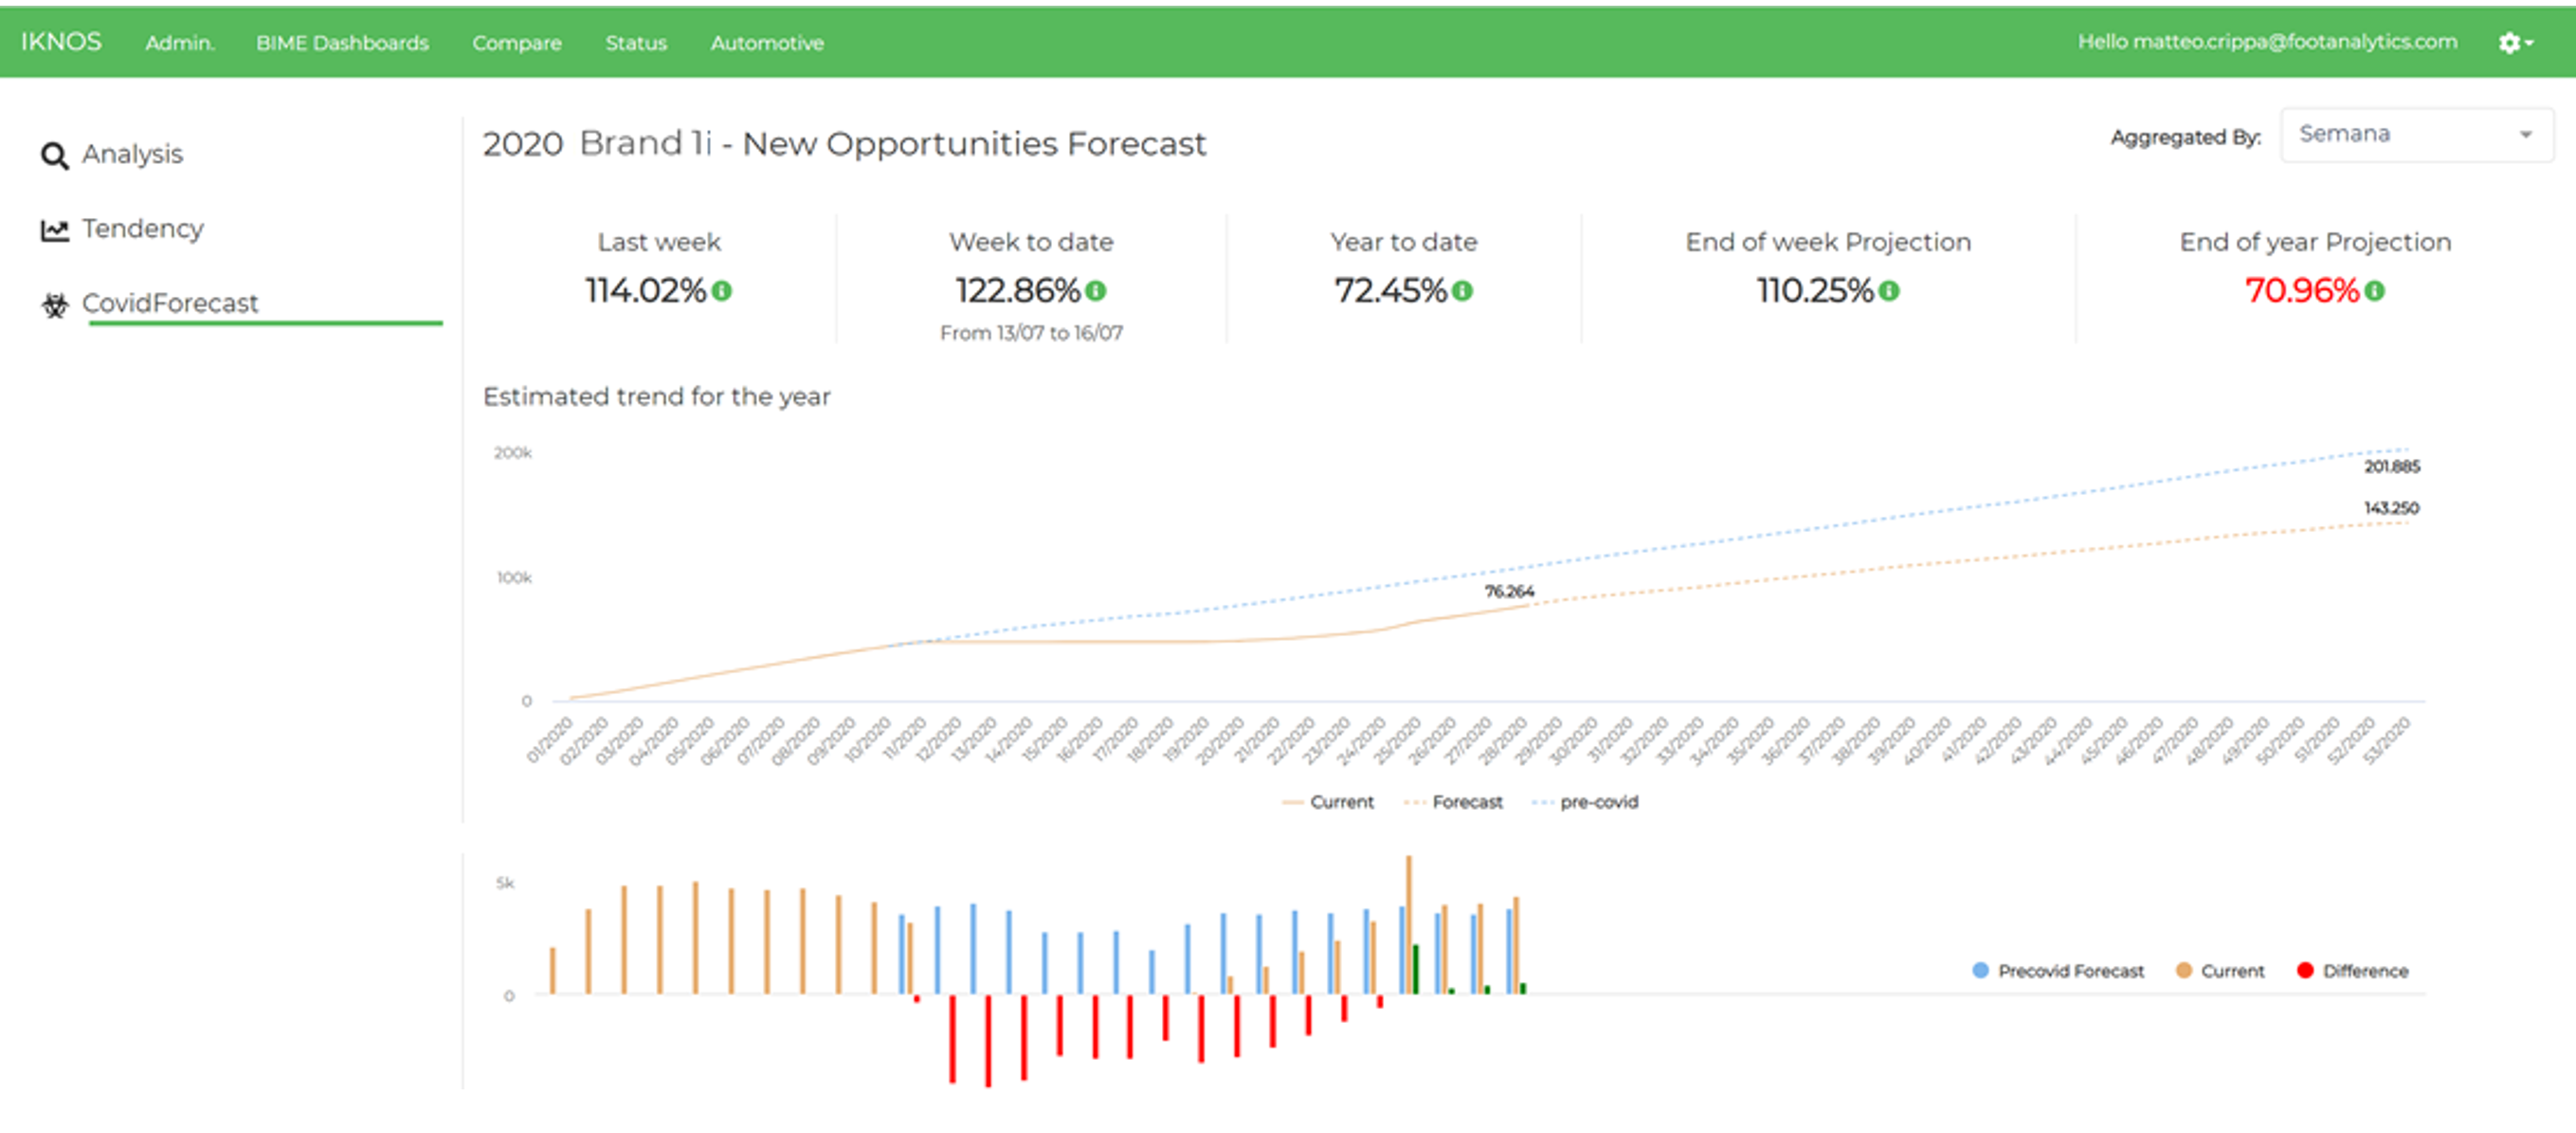 IKNOS Admin. BIME Dashboards Compare Status Automotive Hello matteo.crippa@footanalytics.com
Analysis
Tendency
CovidForecast
2020 Brand 1i - New Opportunities Forecast
Aggregated By: Semana
Last week Week to date Year to date End of week Projection End of year Projection
114.02% 122.86% 72.45% 110.25% 70.96%
From 13/07 to 16/07
Estimated trend for the year
200k
201.885
143.250
100k
76.264
0
01/2020 02/2020 03/2020 04/2020 05/2020 06/2020 07/2020 08/2020 09/2020 10/2020 11/2020 12/2020 13/2020 14/2020 15/2020 16/2020 17/2020 18/2020 19/2020 20/2020 21/2020 22/2020 23/2020 24/2020 25/2020 26/2020 27/2020 28/2020 29/2020 30/2020 31/2020 32/2020 33/2020 34/2020 35/2020 36/2020 37/2020 38/2020 39/2020 40/2020 41/2020 42/2020 43/2020 44/2020 45/2020 46/2020 47/2020 48/2020 49/2020 50/2020 51/2020 52/2020 53/2020
Current Forecast pre-covid
5k
Precovid Forecast Current Difference
0